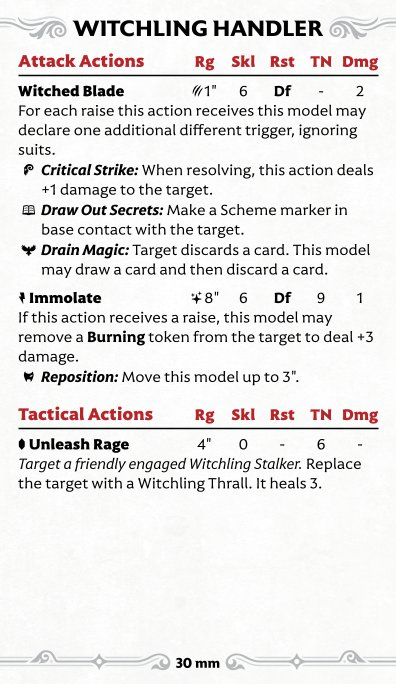 WITCHLING HANDLER
Attack Actions Rg Skl Rst TN Dmg
Witched Blade 1" 6 Df - 2
For each raise this action receives this model may
declare one additional different trigger, ignoring
suits.
Critical Strike: When resolving, this action deals
+1 damage to the target.
Draw Out Secrets: Make a Scheme marker in
base contact with the target.
Drain Magic: Target discards a card. This model
may draw a card and then discard a card.
Immolate 8" 6 Df 9 1
If this action receives a raise, this model may
remove a Burning token from the target to deal +3
damage.
Reposition: Move this model up to 3".
Tactical Actions Rg Skl Rst TN Dmg
Unleash Rage 4" 0 - 6 -
Target a friendly engaged Witchling Stalker. Replace
the target with a Witchling Thrall. It heals 3.
30 mm